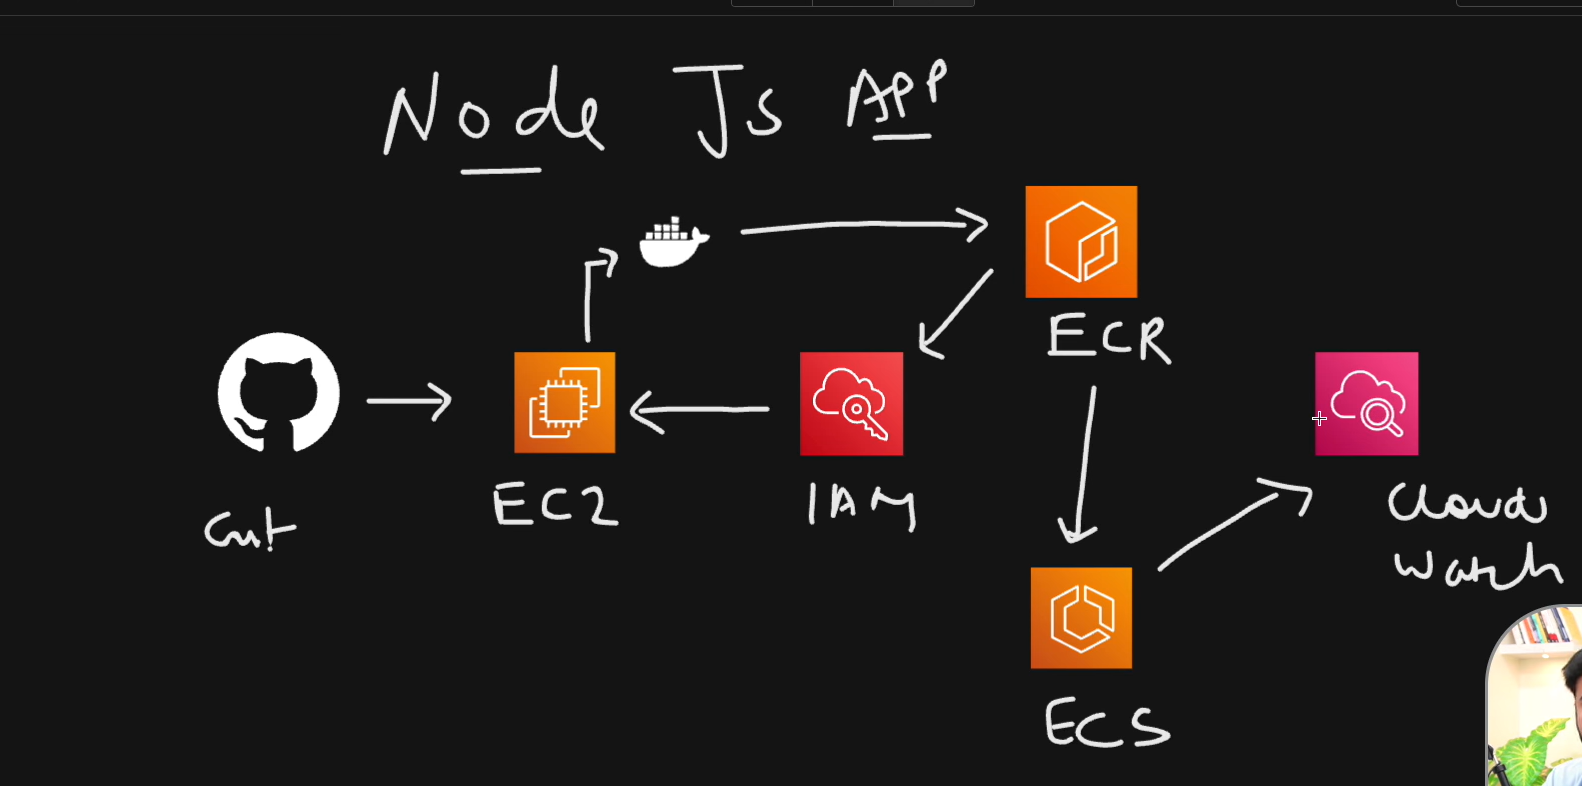 Node Js APP
ECR
Git
EC2
IAM
Cloud
Watch
ECS